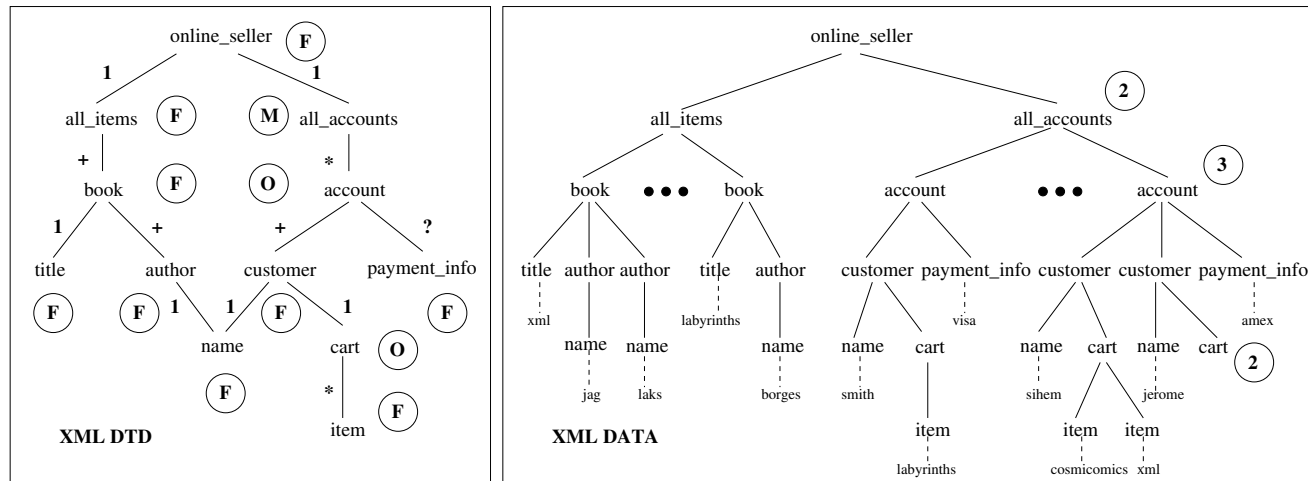 online_seller F
1 1
all_items F M all_accounts
+ *
book F O account
1 + + ?
title author customer payment_info
F F 1 1 F 1 F
name cart O
F * F
item
XML DTD
online_seller
2
all_items all_accounts
3
book book account account
title author author title author customer payment_info customer customer payment_info
xml labyrinths visa amex
name name name name cart name cart name cart
2
jag laks borges smith sihem jerome
item item item
labyrinths cosmicomics xml
XML DATA